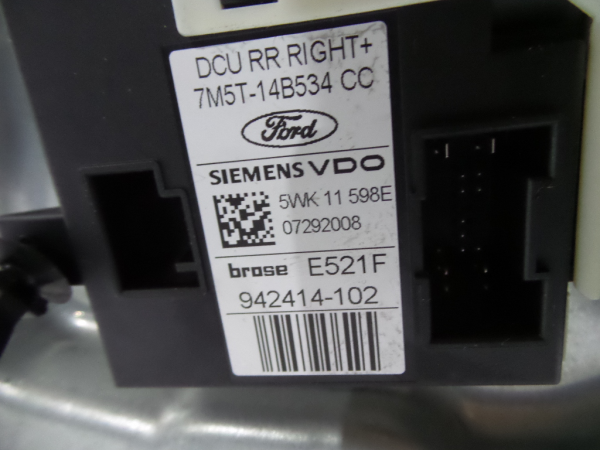 DCU RR RIGHT+
7M5T-14B534 CC
Ford
SIEMENS VDO
5WK 11 598E
07292008
brose E521F
942414-102